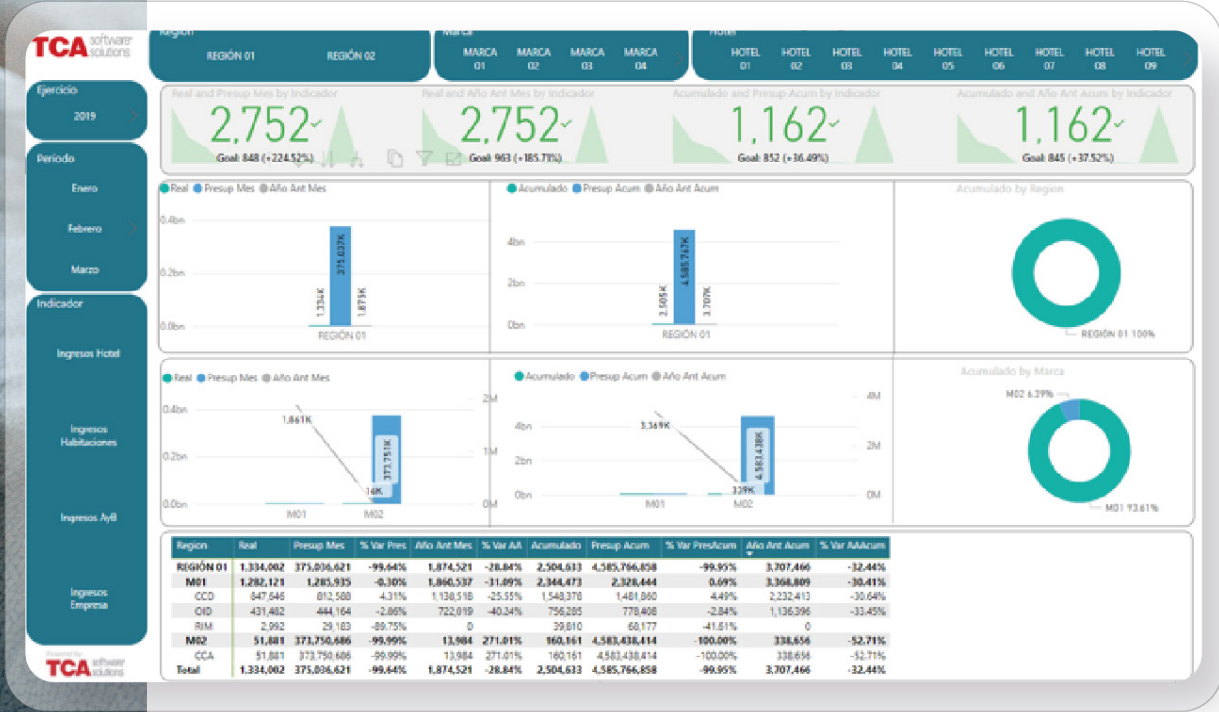 TCA software solutions
Región
REGIÓN 01 REGIÓN 02
Marca
MARCA 01 MARCA 02 MARCA 03 MARCA 04
Hotel
HOTEL 01 HOTEL 02 HOTEL 03 HOTEL 04 HOTEL 05 HOTEL 06 HOTEL 07 HOTEL 08 HOTEL 09
Ejercicio
2019
Periodo
Enero
Febrero
Marzo
Indicador
Ingresos Hotel
Ingresos
Habitaciones
Ingresos AyB
Ingresos
Empresa
Powered by
TCA software solutions
Real and Presup Mes by Indicador
2,752
Goal: 848 (+224.52%)
Real and Año Ant Mes by Indicador
2,752
Goal: 963 (+185.71%)
Acumulado and Presup Acum by Indicador
1,162
Goal: 852 (+36.49%)
Acumulado and Año Ant Acum by Indicador
1,162
Goal: 845 (+37.52%)
Real Presup Mes Año Ant Mes
0.4bn
0.2bn
0.0bn
1,334K
375,037K
1,875K
REGIÓN 01
Acumulado Presup Acum Año Ant Acum
4bn
2bn
0bn
2,505K
4,585,767K
3,707K
REGIÓN 01
Acumulado by Region
REGIÓN 01 100%
Real Presup Mes Año Ant Mes
0.4bn
0.2bn
0.0bn
2M
1M
0M
1,861K
14K
373,751K
M01 M02
Acumulado Presup Acum Año Ant Acum
4bn
2bn
0bn
4M
2M
0M
3,369K
339K
4,583,438K
M01 M02
Acumulado by Marca
M02 6.39%
M01 93.61%
Region Real Presup Mes % Var Pres Año Ant Mes % Var AA Acumulado Presup Acum % Var PresAcum Año Ant Acum % Var AAAcum
REGIÓN 01 1,334,002 375,036,621 -99.64% 1,874,521 -28.84% 2,504,633 4,585,766,858 -99.95% 3,707,466 -32.44%
M01 1,282,121 1,285,935 -0.30% 1,860,537 -31.09% 2,344,473 2,328,444 0.69% 3,368,809 -30.41%
CCD 847,646 812,588 4.31% 1,138,518 -25.55% 1,548,378 1,481,860 4.49% 2,232,413 -30.64%
OID 431,482 444,164 -2.86% 722,019 -40.24% 756,285 778,408 -2.84% 1,136,396 -33.45%
RIM 2,992 29,183 -89.75% 0 39,810 68,177 -41.61% 0
M02 51,881 373,750,686 -99.99% 13,984 271.01% 160,161 4,583,438,414 -100.00% 338,656 -52.71%
CCA 51,881 373,750,686 -99.99% 13,984 271.01% 160,161 4,583,438,414 -100.00% 338,656 -52.71%
Total 1,334,002 375,036,621 -99.64% 1,874,521 -28.84% 2,504,633 4,585,766,858 -99.95% 3,707,466 -32.44%